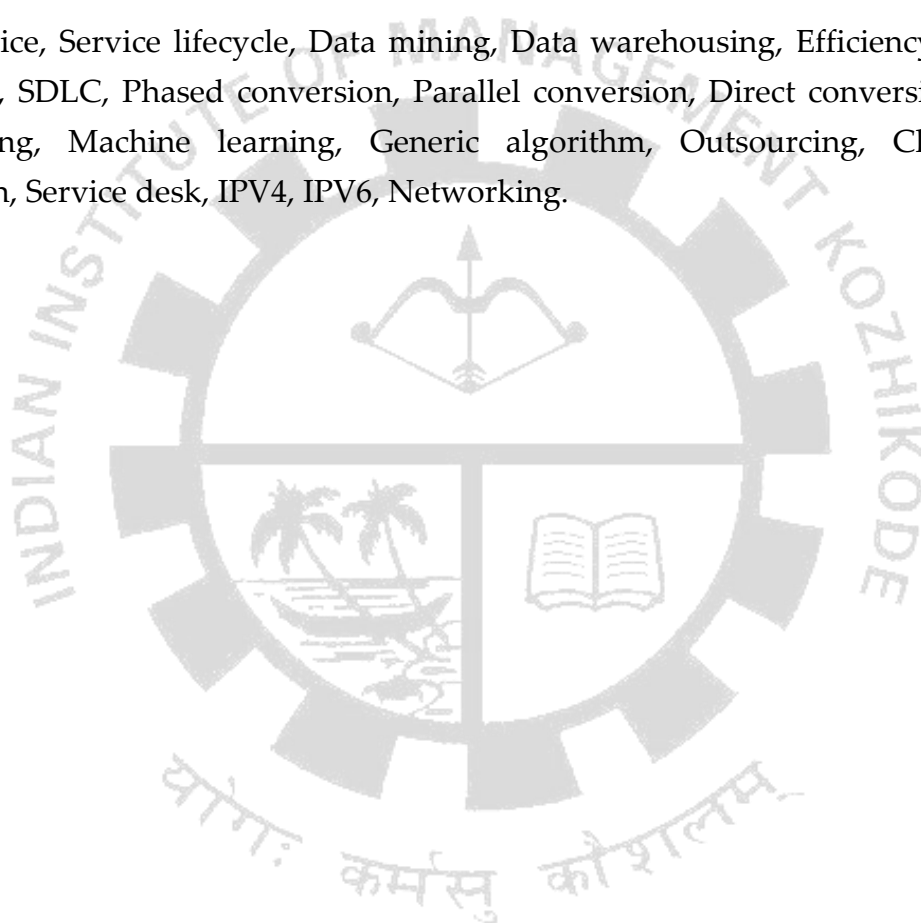 ice, Service lifecycle, Data mining, Data warehousing, Efficiency
, SDLC, Phased conversion, Parallel conversion, Direct conversi
ng, Machine learning, Generic algorithm, Outsourcing, Cl
n, Service desk, IPV4, IPV6, Networking.
INDIAN INSTITUTE OF MANAGEMENT KOZHIKODE
योगः कर्मसु कौशलम्